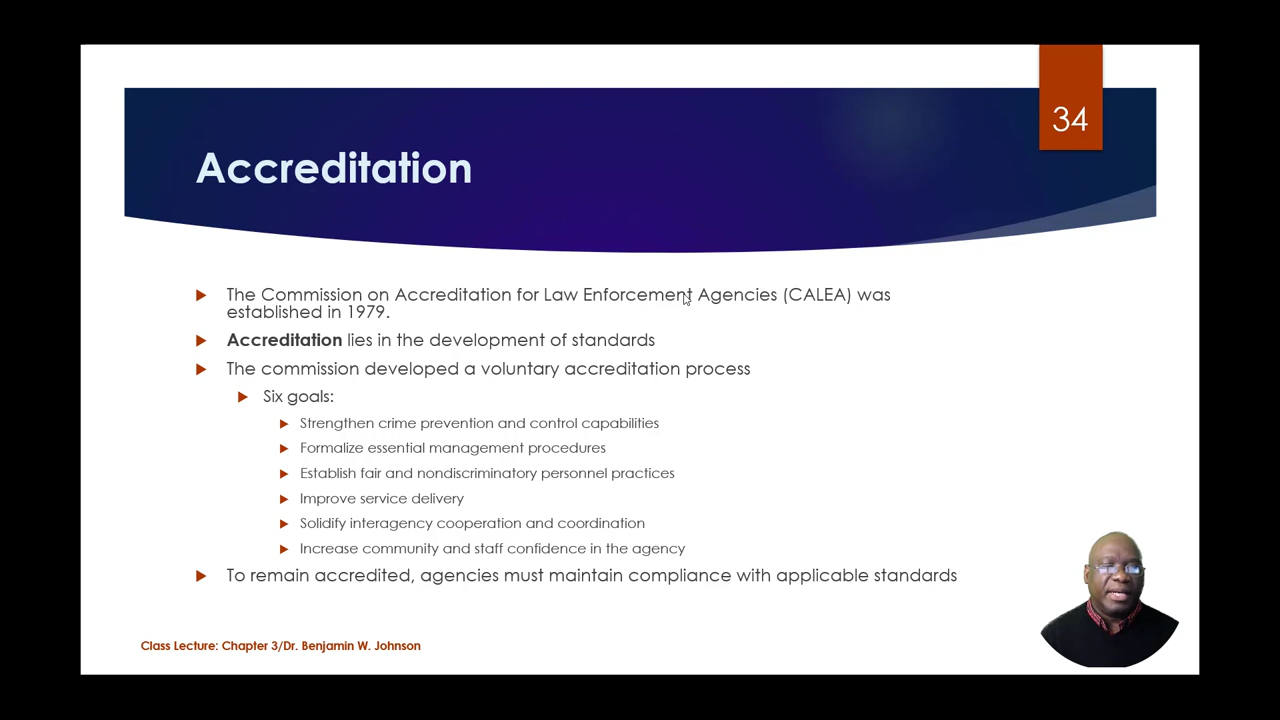 34
Accreditation
The Commission on Accreditation for Law Enforcement Agencies (CALEA) was
established in 1979.
Accreditation lies in the development of standards
The commission developed a voluntary accreditation process
Six goals:
Strengthen crime prevention and control capabilities
Formalize essential management procedures
Establish fair and nondiscriminatory personnel practices
Improve service delivery
Solidify interagency cooperation and coordination
Increase community and staff confidence in the agency
To remain accredited, agencies must maintain compliance with applicable standards
Class Lecture: Chapter 3/Dr. Benjamin W. Johnson